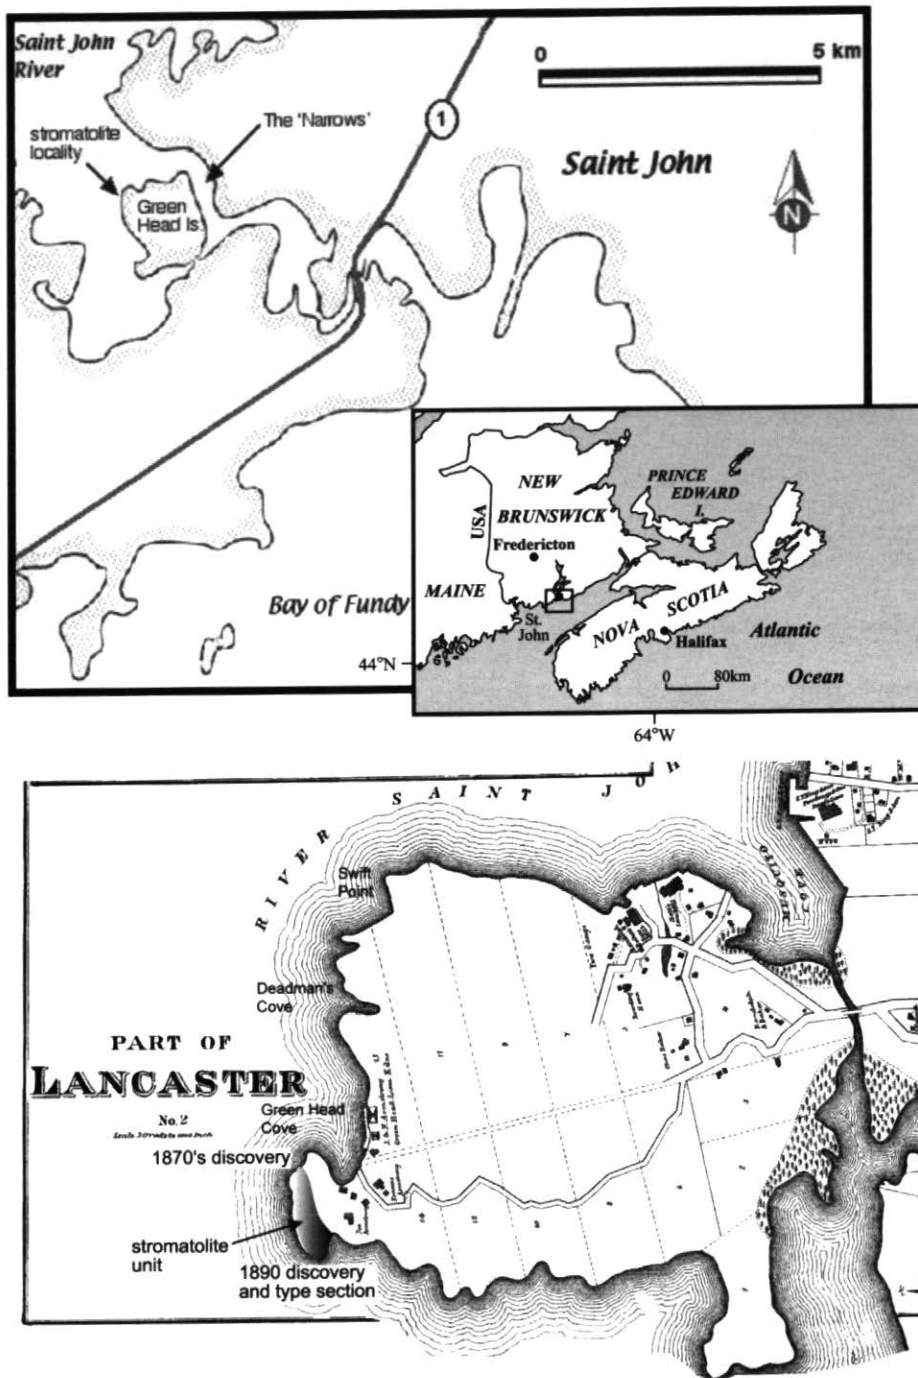 Saint John
River
0
5 km
1
The 'Narrows'
stromatolite
locality
Saint John
Green
Head Is.
N
Bay of Fundy
NEW
BRUNSWICK
PRINCE
EDWARD
I.
USA
Fredericton
MAINE
St.
John
NOVA
SCOTIA
Halifax
Atlantic
Ocean
44°N
0
80km
64°W
RIVER SAINT JOH
Swift
Point
Deadman's
Cove
PART OF
LANCASTER
No. 2
Green Head
Cove
1870's discovery
stromatolite
unit
1890 discovery
and type section